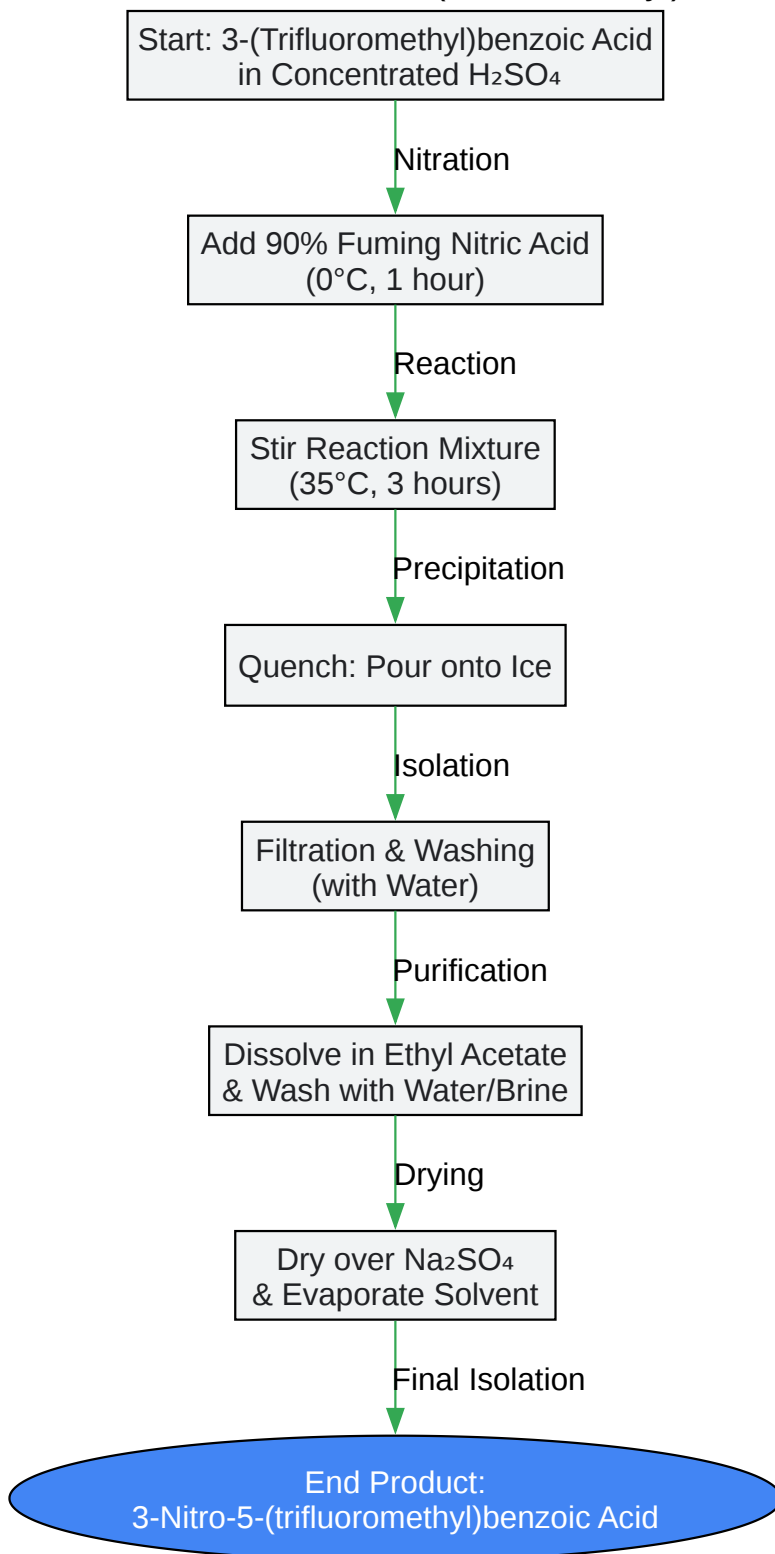 Start: 3-(Trifluoromethyl)benzoic Acid
in Concentrated H₂SO₄
Nitration
Add 90% Fuming Nitric Acid
(0°C, 1 hour)
Reaction
Stir Reaction Mixture
(35°C, 3 hours)
Precipitation
Quench: Pour onto Ice
Isolation
Filtration & Washing
(with Water)
Purification
Dissolve in Ethyl Acetate
& Wash with Water/Brine
Drying
Dry over Na₂SO₄
& Evaporate Solvent
Final Isolation
End Product:
3-Nitro-5-(trifluoromethyl)benzoic Acid